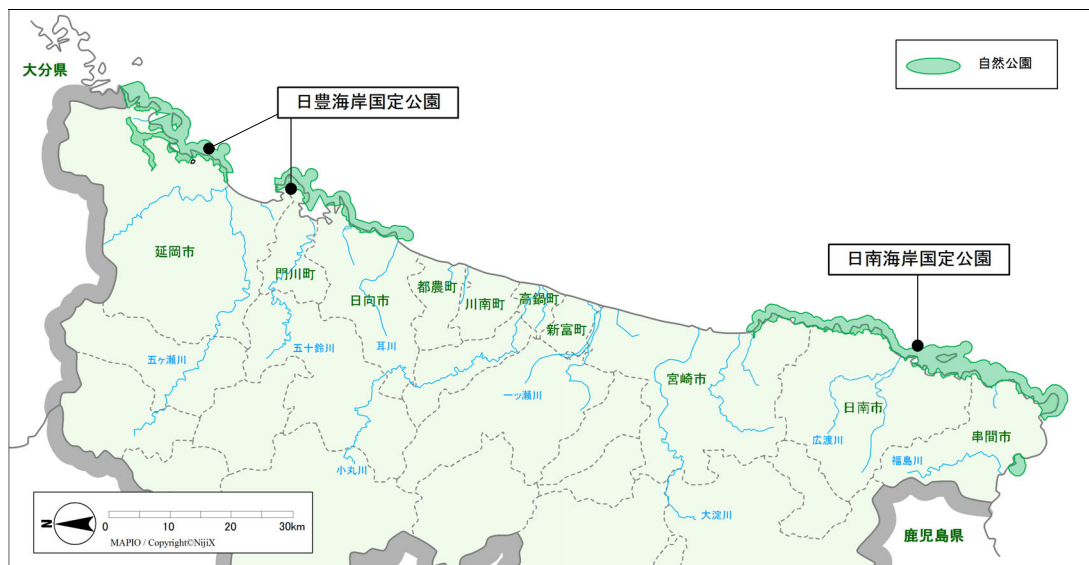 大分県
自然公園
日豊海岸国定公園
日南海岸国定公園
延岡市
門川町
日向市
都農町
川南町
高鍋町
新富町
宮崎市
日南市
串間市
五ヶ瀬川
五十鈴川
耳川
小丸川
一ッ瀬川
大淀川
広渡川
福島川
鹿児島県
N
0 10 20 30km
MAPIO / Copyright©NijiX